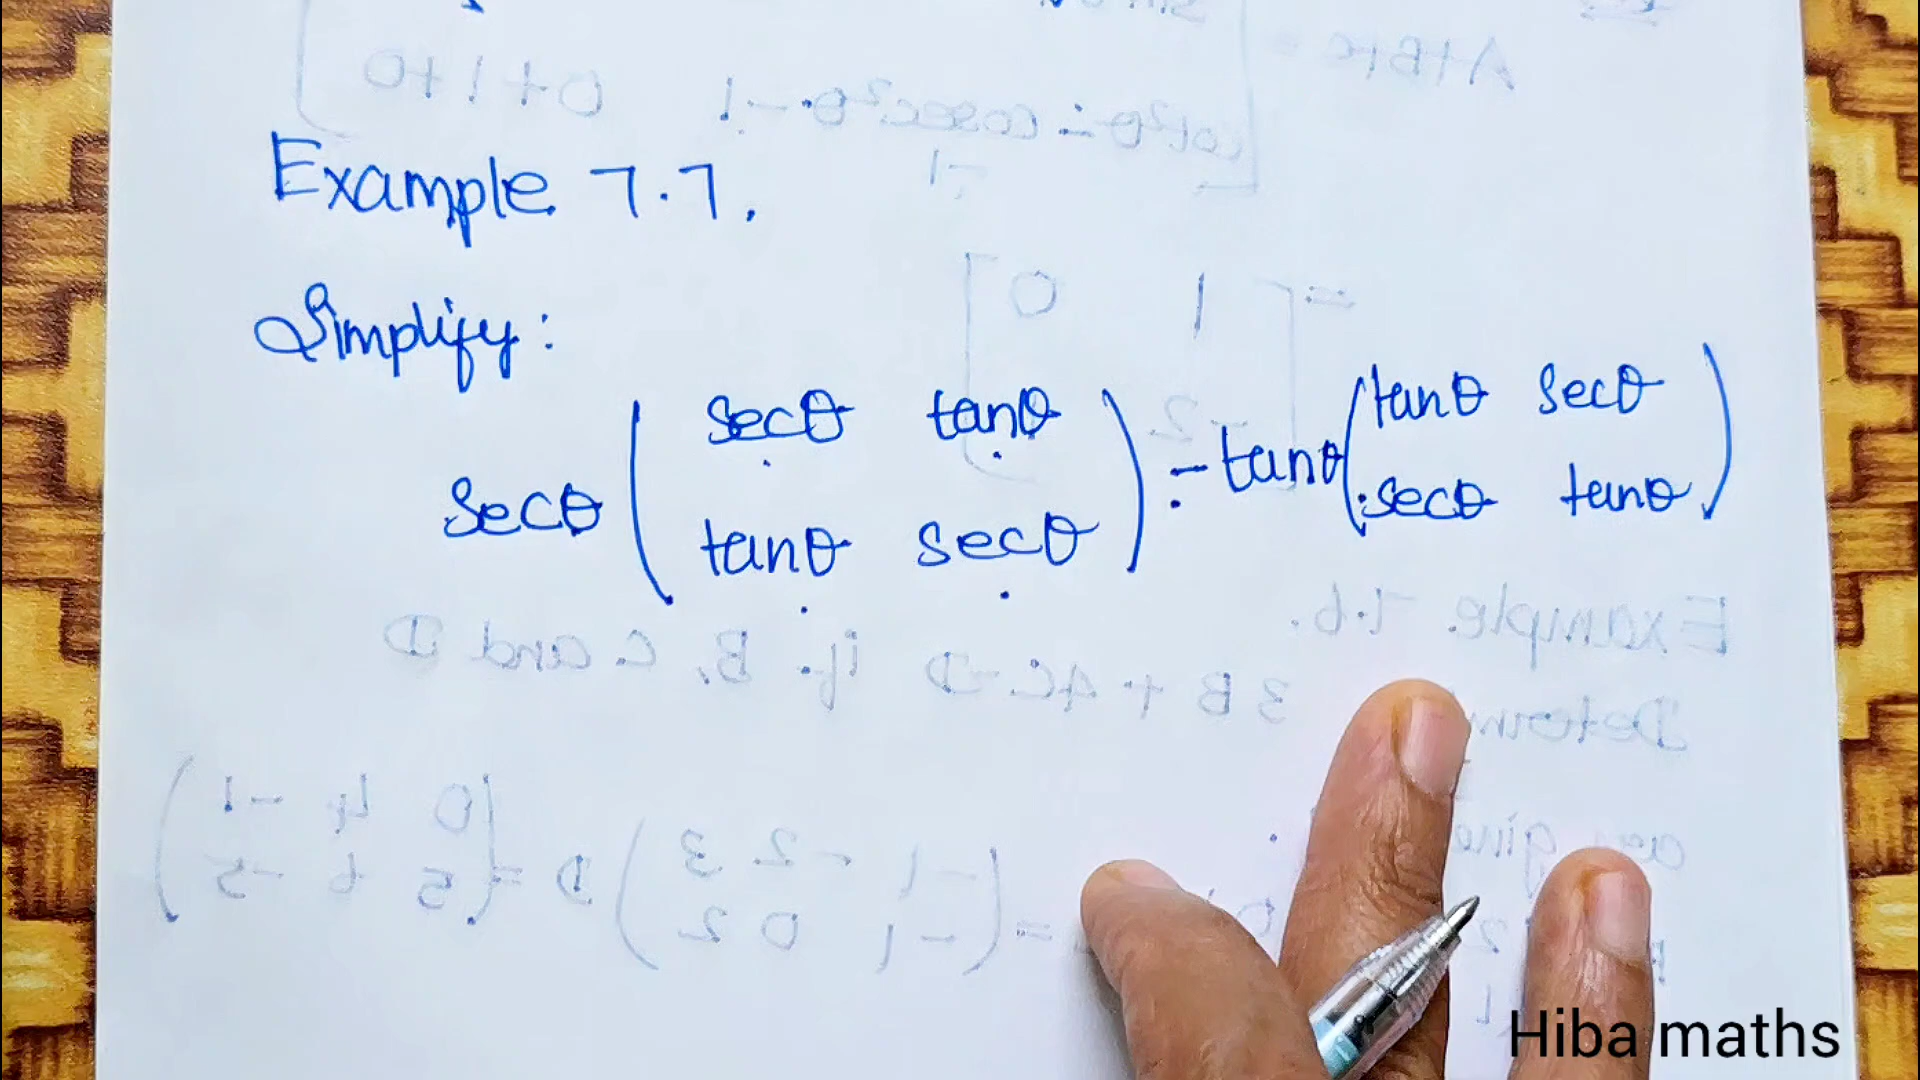 Example 7.7.
Simplify:
secθ ( secθ tanθ ) - tanθ ( tanθ secθ )
( tanθ secθ ) ( secθ tanθ )
Hiba maths